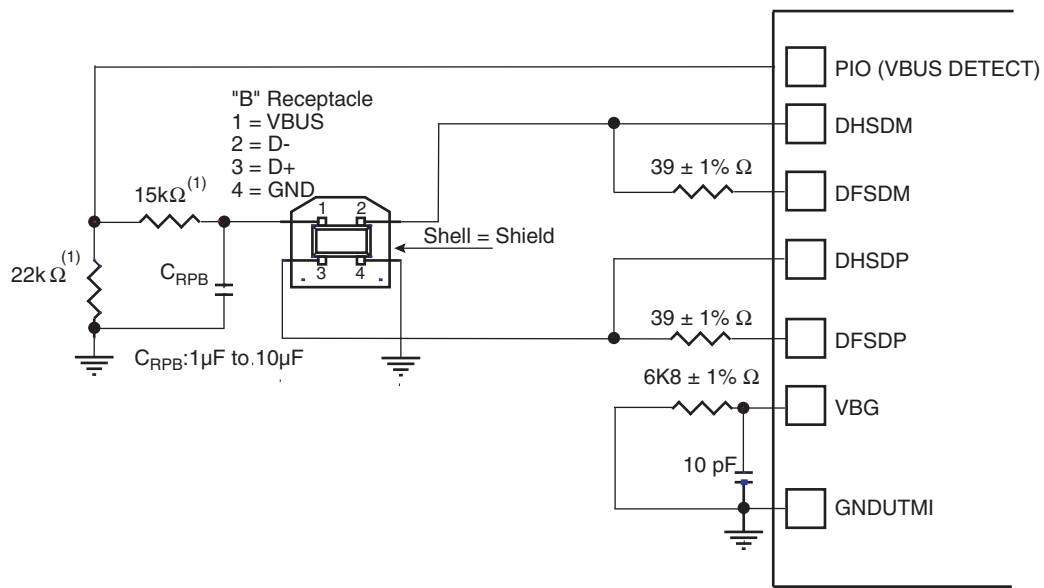 PIO (VBUS DETECT)
"B" Receptacle
1 = VBUS
2 = D-
3 = D+
4 = GND
DHSDM
39 ± 1% Ω
DFSDM
15kΩ(1)
1 2
3 4
Shell = Shield
DHSDP
22k Ω(1)
CRPB
39 ± 1% Ω
DFSDP
CRPB:1µF to 10µF
6K8 ± 1% Ω
VBG
10 pF
GNDUTMI